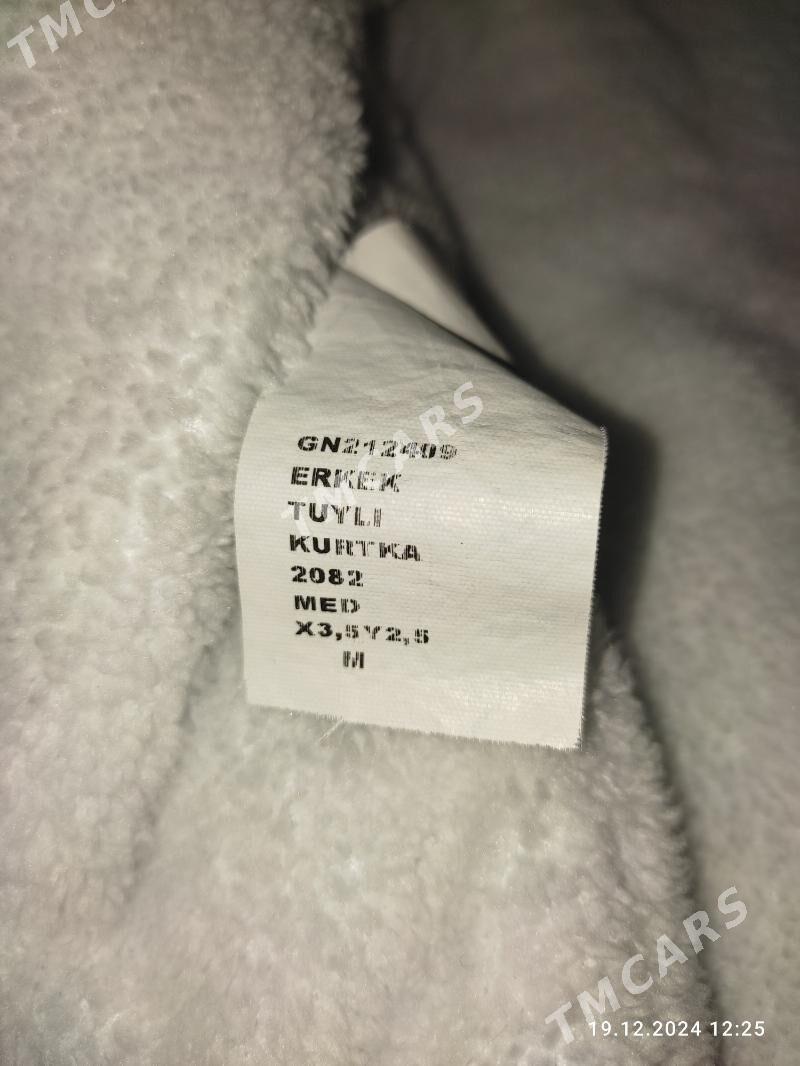 TMCARS
GN212409
ERKEK
TUYLI
KURTKA
2082
MED
X3,5Y2,5
M
TMCARS
TMCARS
19.12.2024 12:25